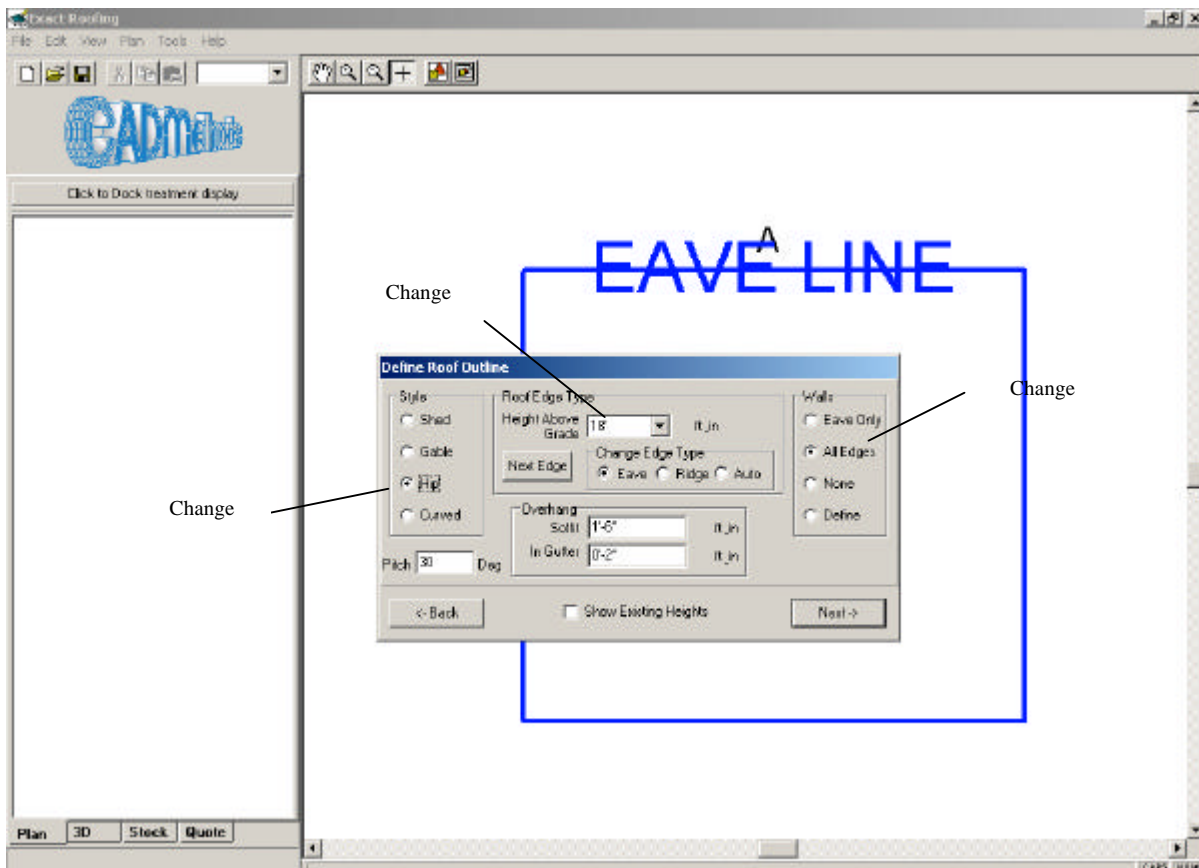 Exact Roofing
File Edit View Plan Tools Help
CADMethods
Click to Dock treatment display
A
EAVE LINE
Change
Define Roof Outline
Style
Shed
Gable
Hip
Curved
Pitch 30 Deg
Roof Edge Type
Height Above Grade 18' ft_in
Next Edge
Change Edge Type
Eave Ridge Auto
Overhang
Soffit 1'-6" ft_in
In Gutter 0'-2" ft_in
Walls
Eave Only
All Edges
None
Define
Change
Change
<- Back
Show Existing Heights
Next ->
Plan 3D Stock Quote
CAPS NUM